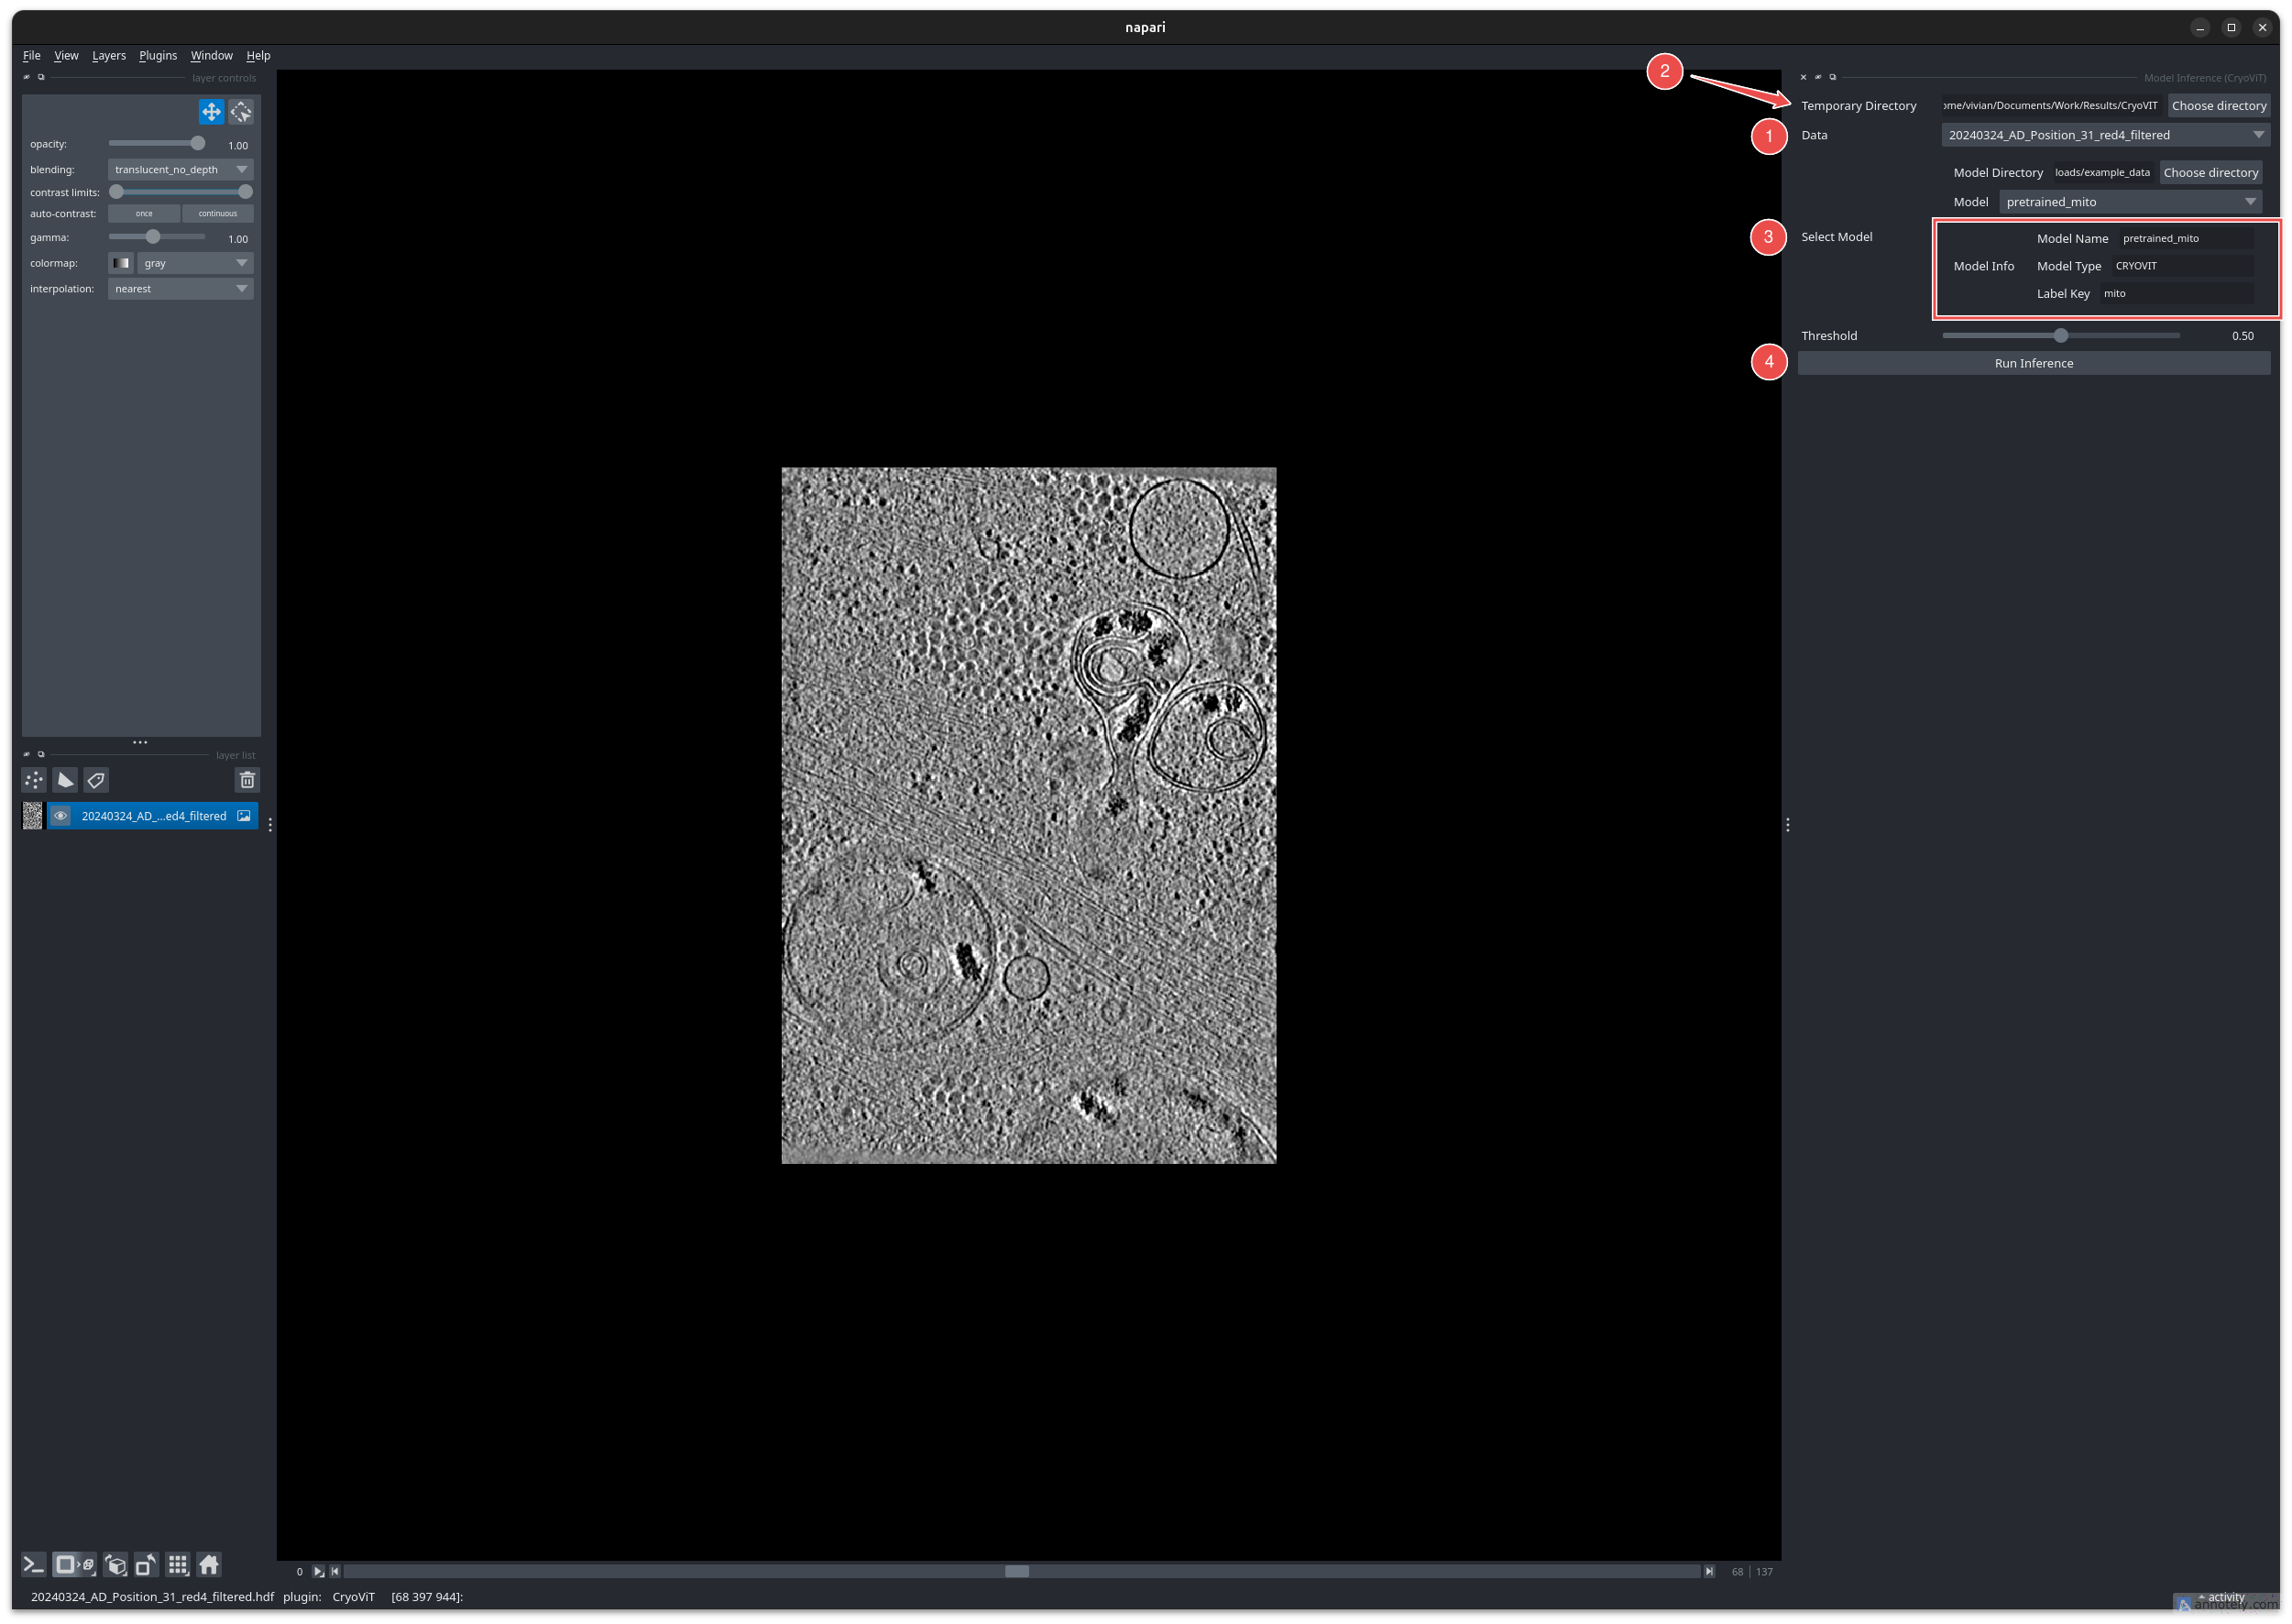 napari
File View Layers Plugins Window Help
layer controls
opacity: 1.00
blending: translucent_no_depth
contrast limits:
auto-contrast: once continuous
gamma: 1.00
colormap: gray
interpolation: nearest
layer list
20240324_AD_...ed4_filtered
2
1
3
4
Model Inference (CryoViT)
Temporary Directory ome/vivian/Documents/Work/Results/CryoVIT Choose directory
Data 20240324_AD_Position_31_red4_filtered
Model Directory loads/example_data Choose directory
Model pretrained_mito
Select Model
Model Name pretrained_mito
Model Info Model Type CRYOVIT
Label Key mito
Threshold 0.50
Run Inference
0 68 | 137
20240324_AD_Position_31_red4_filtered.hdf plugin: CryoViT [68 397 944]:
activity
annotely.com